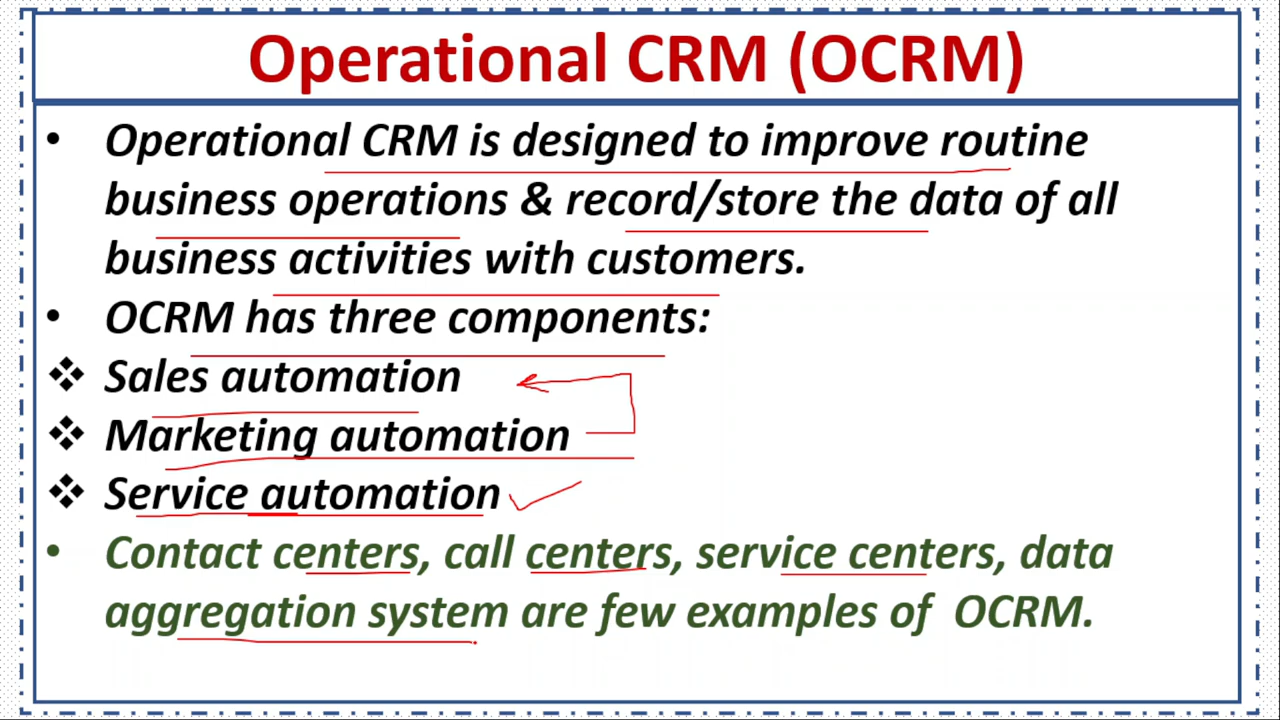 Operational CRM (OCRM)
• Operational CRM is designed to improve routine
business operations & record/store the data of all
business activities with customers.
• OCRM has three components:
❖ Sales automation
❖ Marketing automation
❖ Service automation
• Contact centers, call centers, service centers, data
aggregation system are few examples of OCRM.